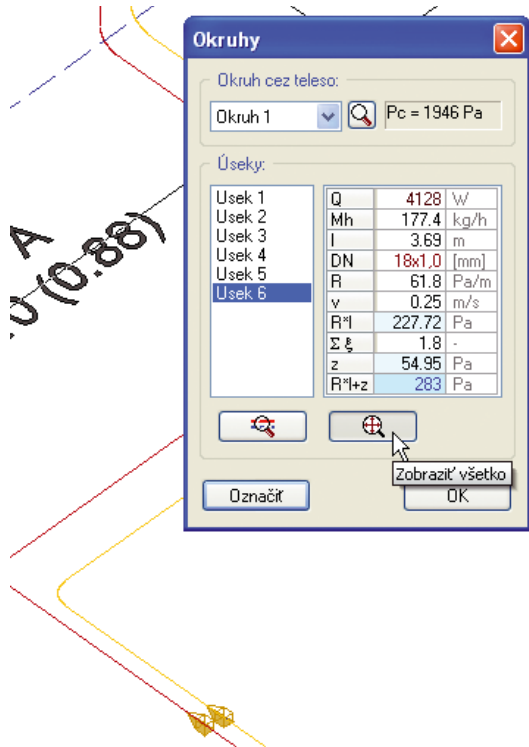 Okruhy
Okruh cez teleso:
Okruh 1
Pc = 1946 Pa
Úseky:
Usek 1
Usek 2
Usek 3
Usek 4
Usek 5
Usek 6
Q 4128 W
Mh 177.4 kg/h
l 3.69 m
DN 18x1,0 [mm]
R 61.8 Pa/m
v 0.25 m/s
R*l 227.72 Pa
Σ ξ 1.8 -
z 54.95 Pa
R*l+z 283 Pa
Zobraziť všetko
Označiť
OK
A
0 (0.88)